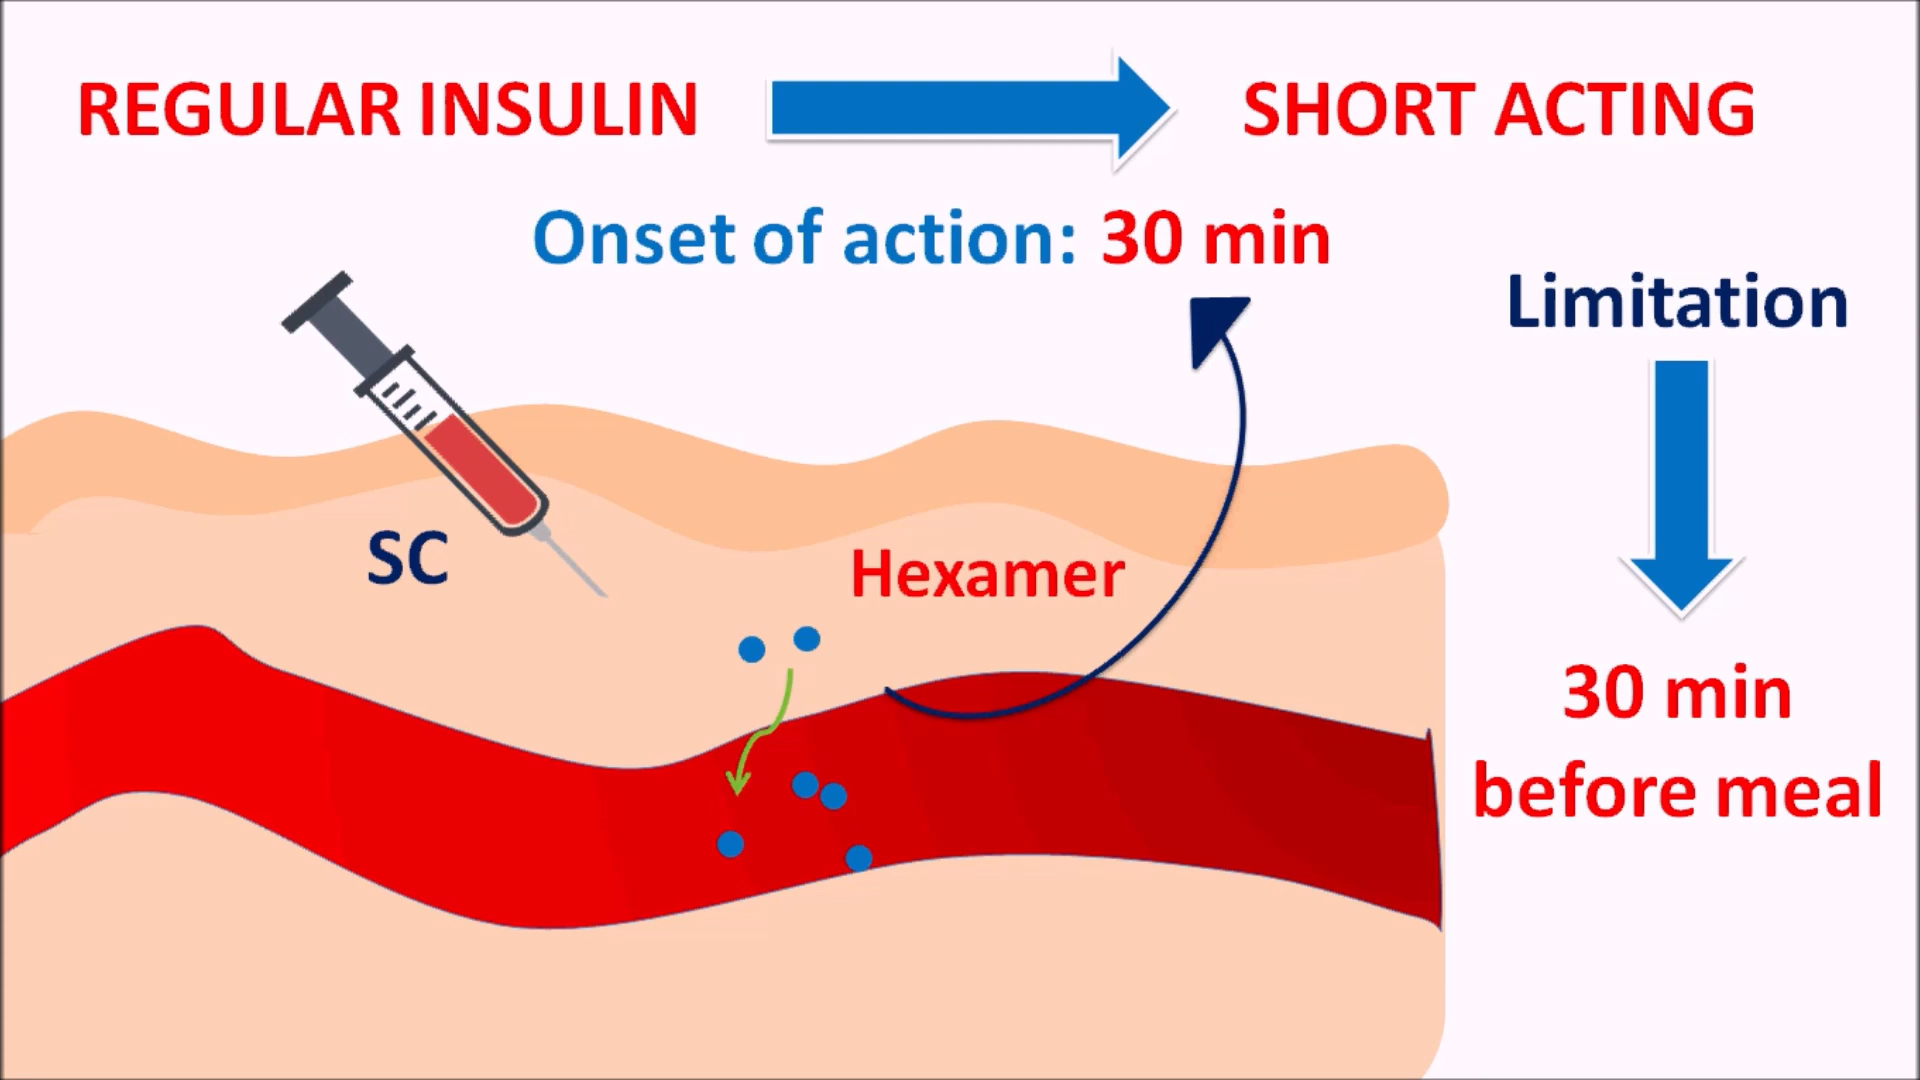 REGULAR INSULIN
SHORT ACTING
Onset of action: 30 min
Limitation
SC
Hexamer
30 min
before meal